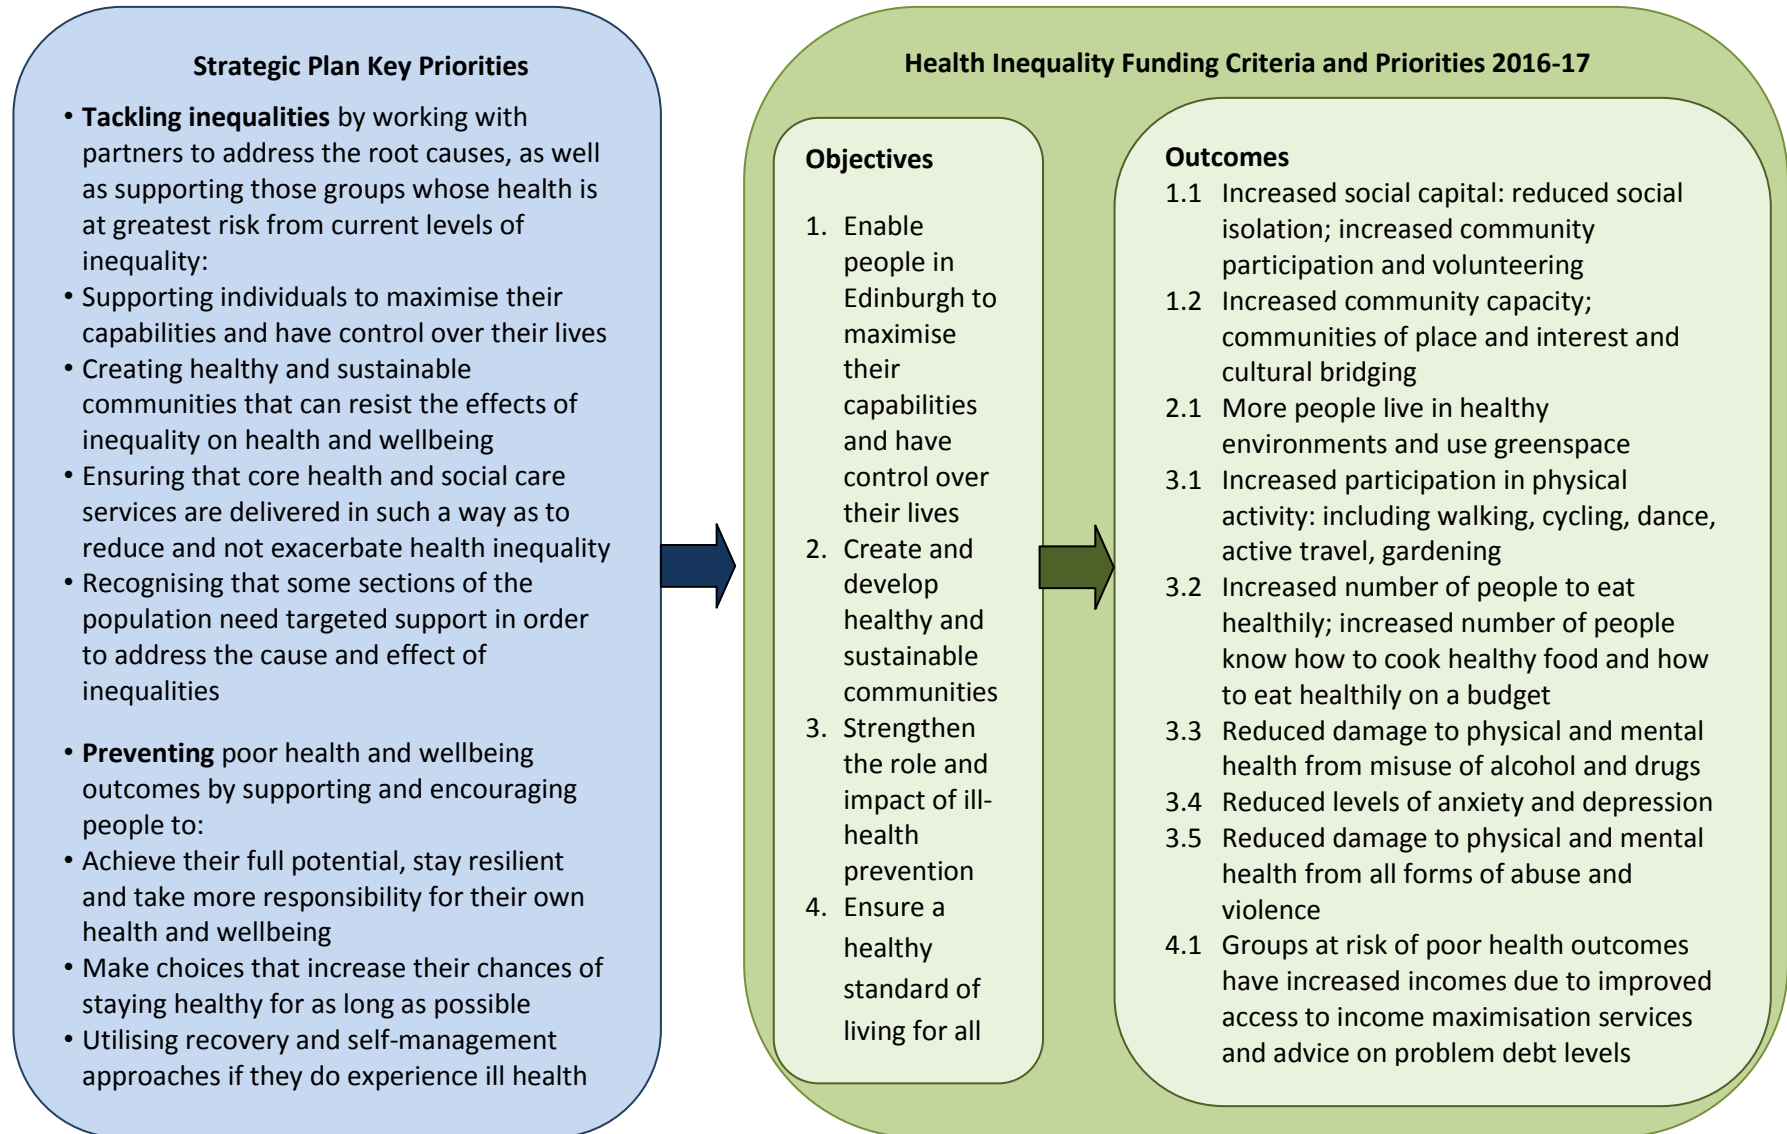 Strategic Plan Key Priorities
• Tackling inequalities by working with
partners to address the root causes, as well
as supporting those groups whose health is
at greatest risk from current levels of
inequality:
• Supporting individuals to maximise their
capabilities and have control over their lives
• Creating healthy and sustainable
communities that can resist the effects of
inequality on health and wellbeing
• Ensuring that core health and social care
services are delivered in such a way as to
reduce and not exacerbate health inequality
• Recognising that some sections of the
population need targeted support in order
to address the cause and effect of
inequalities
• Preventing poor health and wellbeing
outcomes by supporting and encouraging
people to:
• Achieve their full potential, stay resilient
and take more responsibility for their own
health and wellbeing
• Make choices that increase their chances of
staying healthy for as long as possible
• Utilising recovery and self-management
approaches if they do experience ill health
Health Inequality Funding Criteria and Priorities 2016-17
Objectives
1. Enable
people in
Edinburgh to
maximise
their
capabilities
and have
control over
their lives
2. Create and
develop
healthy and
sustainable
communities
3. Strengthen
the role and
impact of ill-
health
prevention
4. Ensure a
healthy
standard of
living for all
Outcomes
1.1 Increased social capital: reduced social
isolation; increased community
participation and volunteering
1.2 Increased community capacity;
communities of place and interest and
cultural bridging
2.1 More people live in healthy
environments and use greenspace
3.1 Increased participation in physical
activity: including walking, cycling, dance,
active travel, gardening
3.2 Increased number of people to eat
healthily; increased number of people
know how to cook healthy food and how
to eat healthily on a budget
3.3 Reduced damage to physical and mental
health from misuse of alcohol and drugs
3.4 Reduced levels of anxiety and depression
3.5 Reduced damage to physical and mental
health from all forms of abuse and
violence
4.1 Groups at risk of poor health outcomes
have increased incomes due to improved
access to income maximisation services
and advice on problem debt levels